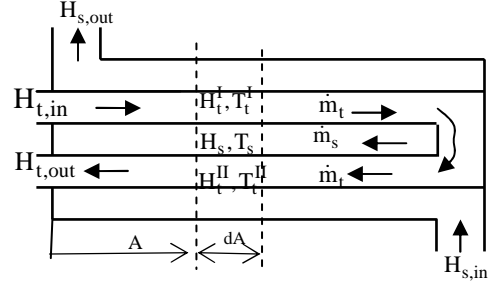 H_s,out
H_t,in
H_t^I, T_t^I
ṁ_t
H_s, T_s
ṁ_s
H_t,out
H_t^II, T_t^II
ṁ_t
A
dA
H_s,in